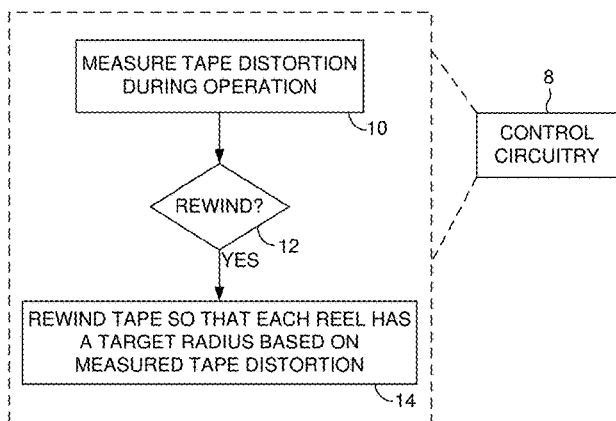 MEASURE TAPE DISTORTION
DURING OPERATION
10
8
CONTROL
CIRCUITRY
REWIND?
12
YES
REWIND TAPE SO THAT EACH REEL HAS
A TARGET RADIUS BASED ON
MEASURED TAPE DISTORTION
14